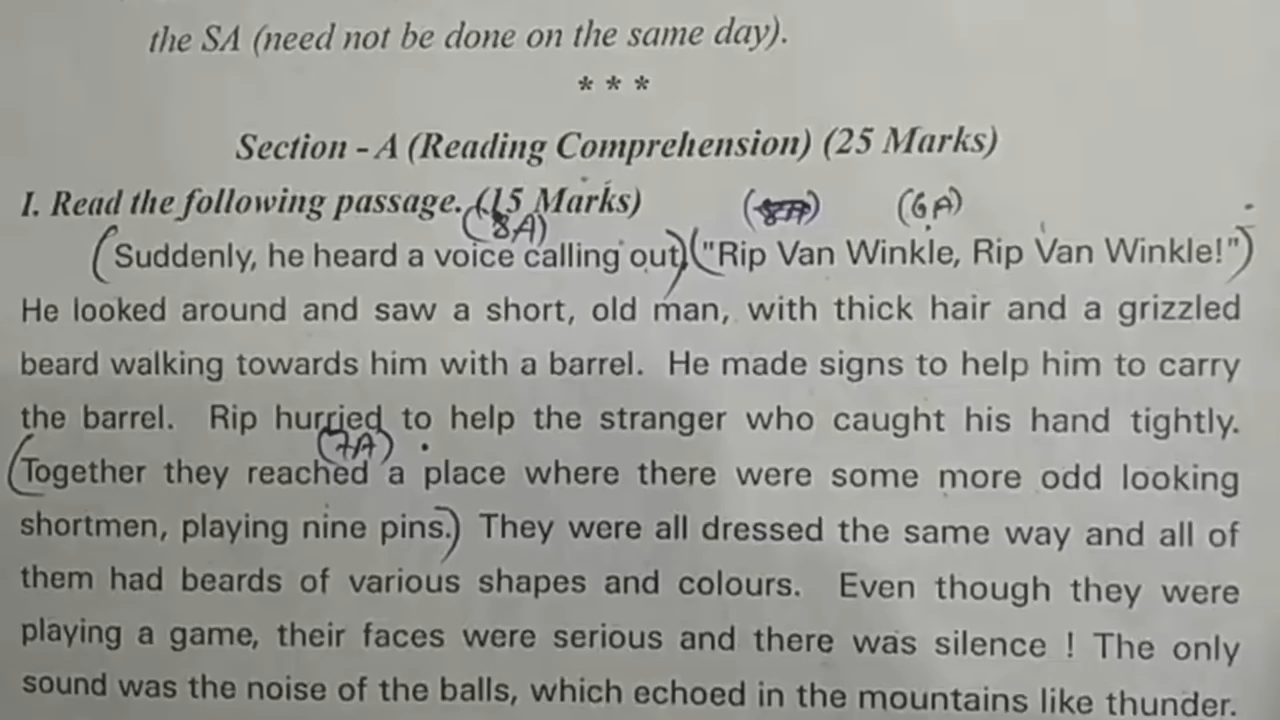 the SA (need not be done on the same day).
* * *
Section - A (Reading Comprehension) (25 Marks)
I. Read the following passage. (15 Marks)
(8A) (6A)
(Suddenly, he heard a voice calling out,) ("Rip Van Winkle, Rip Van Winkle!")
He looked around and saw a short, old man, with thick hair and a grizzled
beard walking towards him with a barrel. He made signs to help him to carry
the barrel. Rip hurried to help the stranger who caught his hand tightly.
(7A)
(Together they reached a place where there were some more odd looking
shortmen, playing nine pins.) They were all dressed the same way and all of
them had beards of various shapes and colours. Even though they were
playing a game, their faces were serious and there was silence ! The only
sound was the noise of the balls, which echoed in the mountains like thunder.